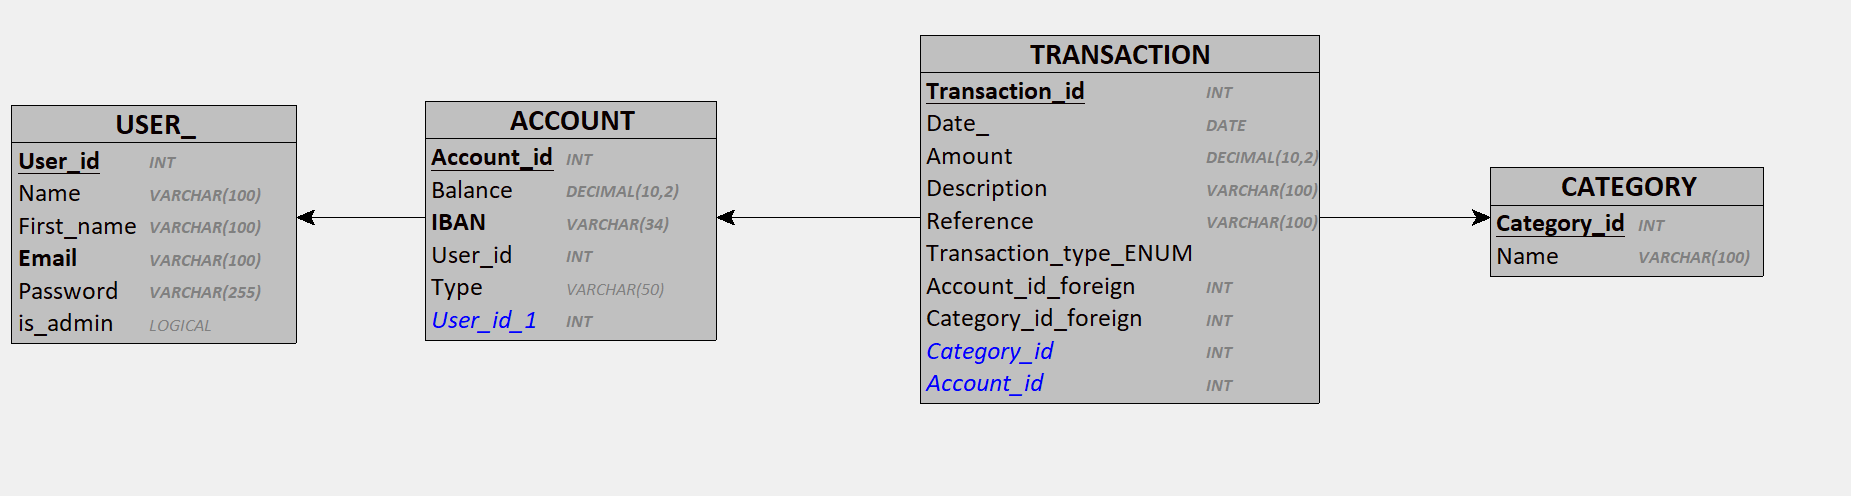 USER_
User_id INT
Name VARCHAR(100)
First_name VARCHAR(100)
Email VARCHAR(100)
Password VARCHAR(255)
is_admin LOGICAL
ACCOUNT
Account_id INT
Balance DECIMAL(10,2)
IBAN VARCHAR(34)
User_id INT
Type VARCHAR(50)
User_id_1 INT
TRANSACTION
Transaction_id INT
Date_ DATE
Amount DECIMAL(10,2)
Description VARCHAR(100)
Reference VARCHAR(100)
Transaction_type_ENUM
Account_id_foreign INT
Category_id_foreign INT
Category_id INT
Account_id INT
CATEGORY
Category_id INT
Name VARCHAR(100)